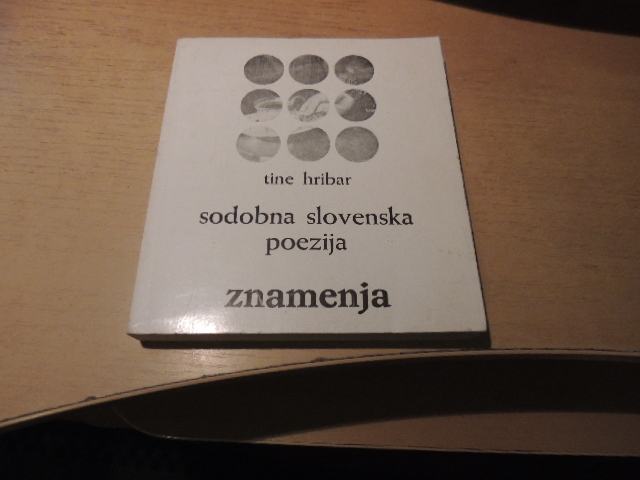 tine hribar
sodobna slovenska
poezija
znamenja